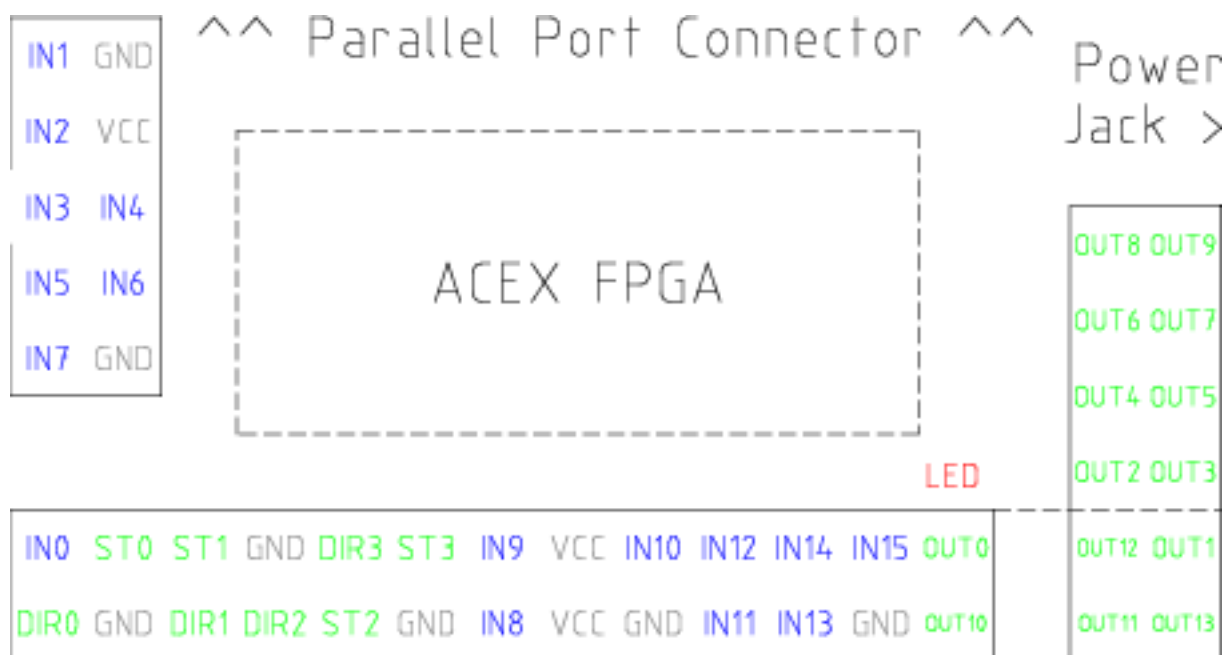 ^^ Parallel Port Connector ^^
Power
Jack >
IN1 GND
IN2 VCC
IN3 IN4
IN5 IN6
IN7 GND
ACEX FPGA
OUT8 OUT9
OUT6 OUT7
OUT4 OUT5
OUT2 OUT3
OUT12 OUT1
OUT11 OUT13
LED
IN0 ST0 ST1 GND DIR3 ST3 IN9 VCC IN10 IN12 IN14 IN15 OUT0
DIR0 GND DIR1 DIR2 ST2 GND IN8 VCC GND IN11 IN13 GND OUT10